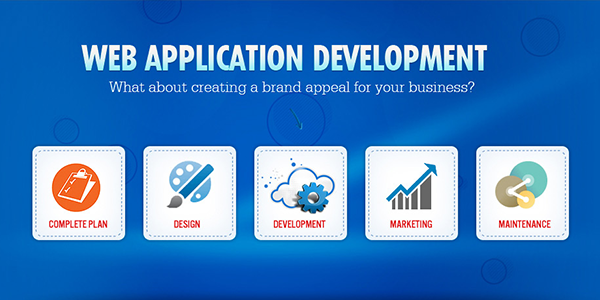 WEB APPLICATION DEVELOPMENT
What about creating a brand appeal for your business?
COMPLETE PLAN
DESIGN
DEVELOPMENT
MARKETING
MAINTENANCE